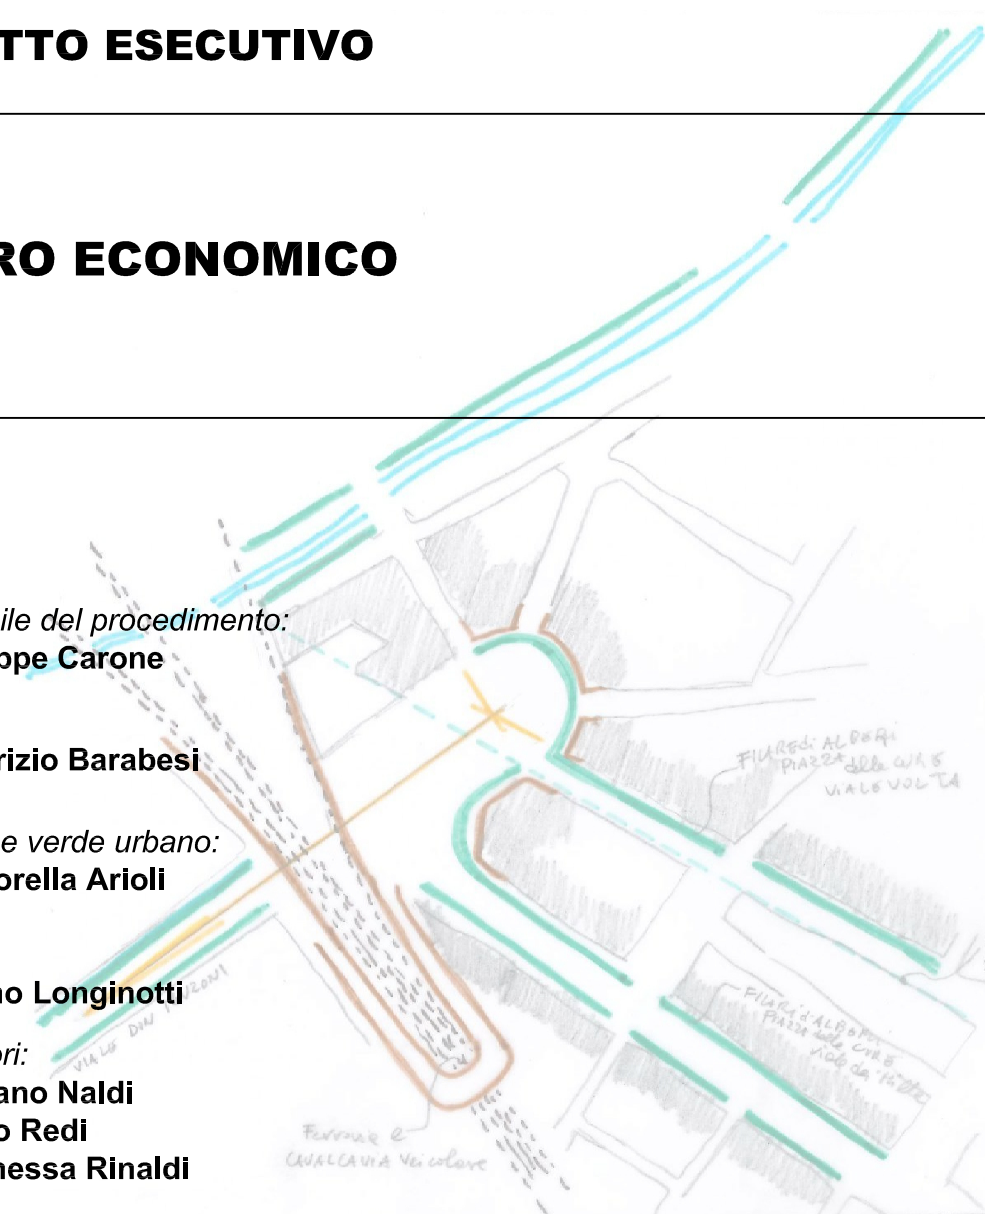 TTO ESECUTIVO
RO ECONOMICO
ile del procedimento:
ppe Carone
rizio Barabesi
e verde urbano:
orella Arioli
no Longinotti
ori:
ano Naldi
o Redi
nessa Rinaldi
FILARE di ALBERI
PIAZZA delle CURE
VIALE VOLTA
VIALE DON MINZONI
FILARI d'ALBERI
PIAZZA delle CURE
Ferrovia e
CAVALCAVIA veicolare